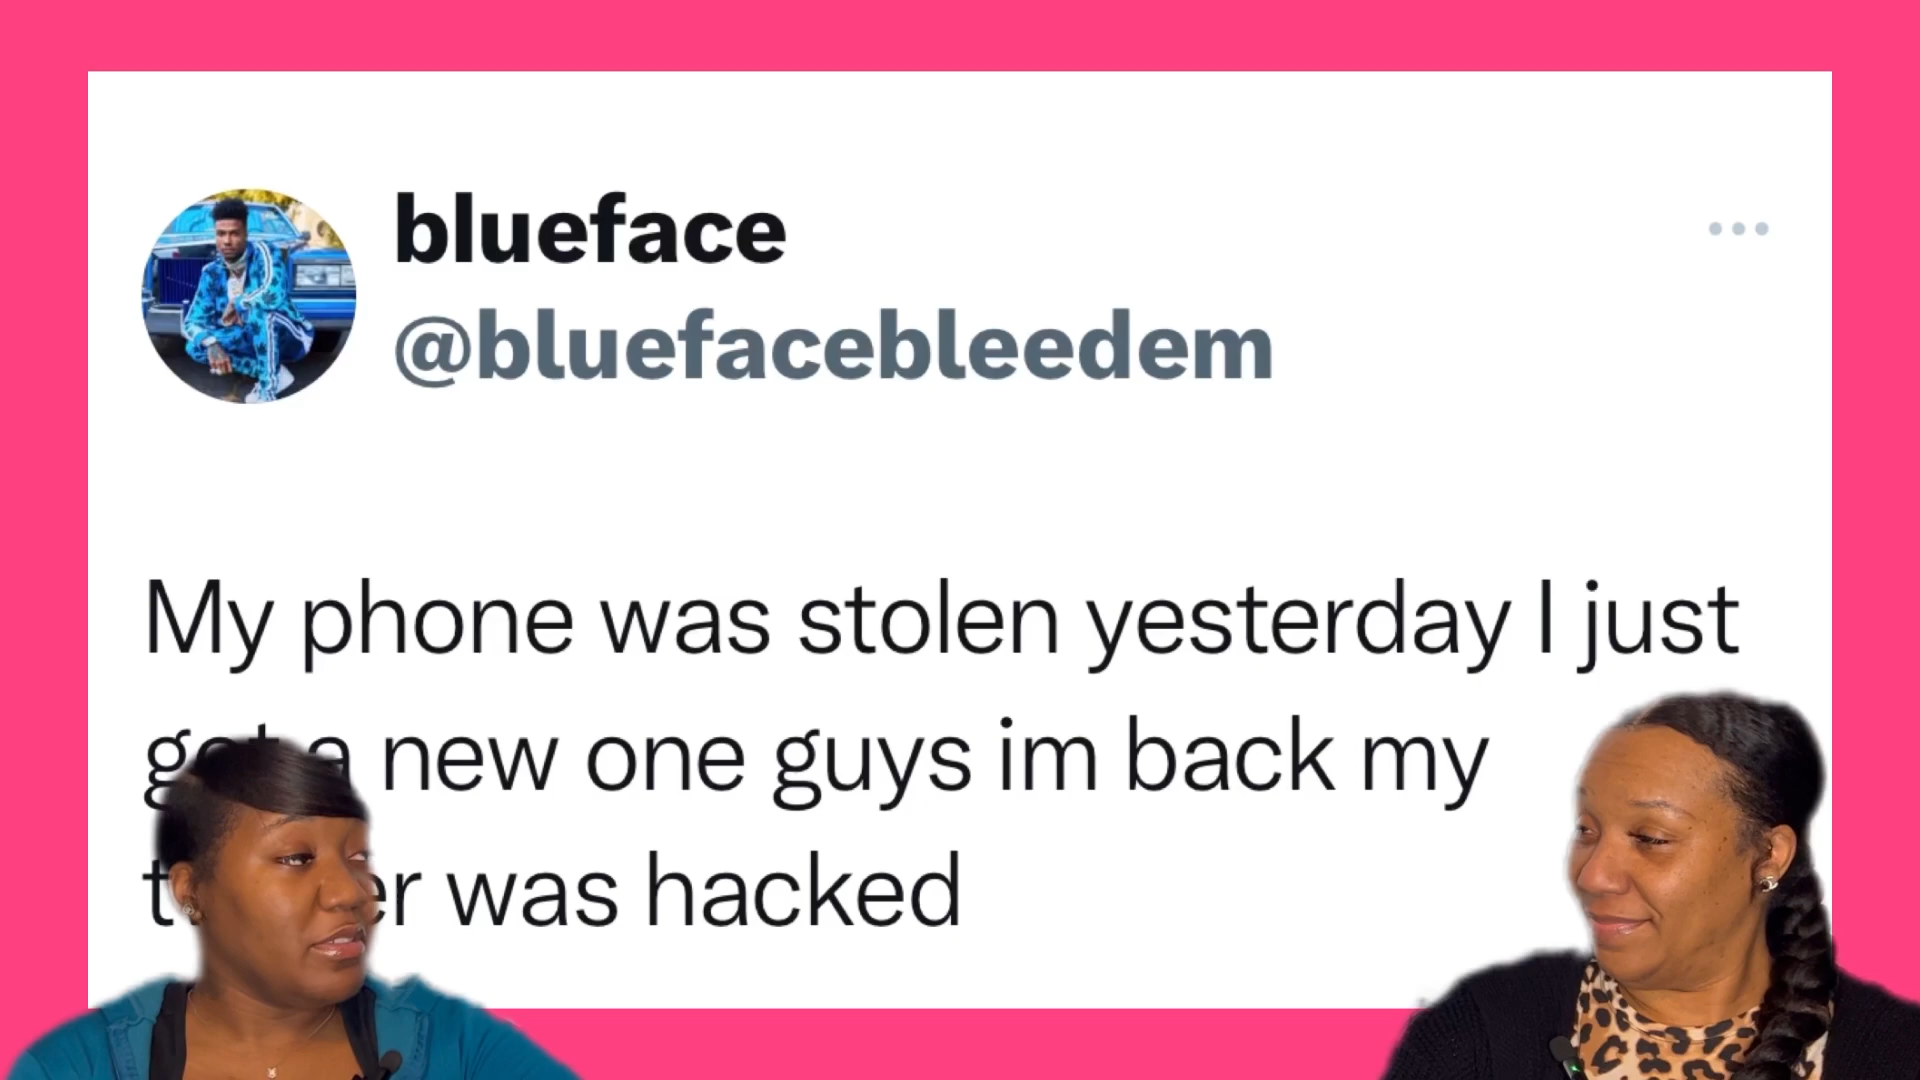 blueface
@bluefacebleedem
My phone was stolen yesterday I just
a new one guys im back my
was hacked